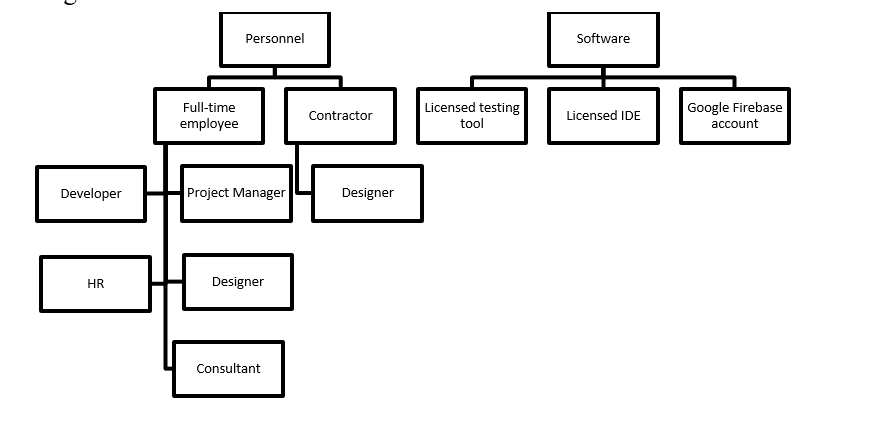 Personnel
Software
Full-time
employee
Contractor
Licensed testing
tool
Licensed IDE
Google Firebase
account
Developer
Project Manager
Designer
HR
Designer
Consultant